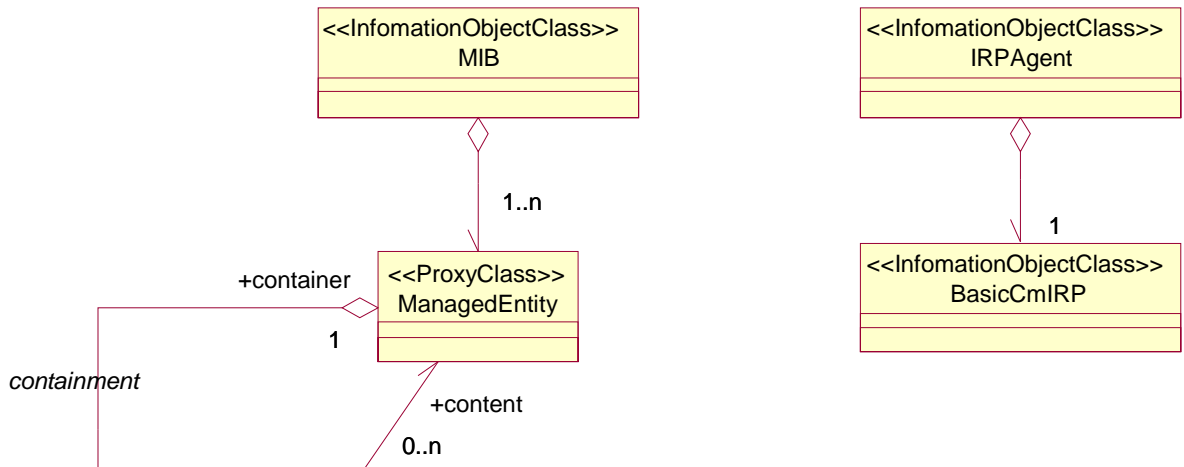 <<InfomationObjectClass>>
MIB
<<InfomationObjectClass>>
IRPAgent
1..n
1
<<ProxyClass>>
ManagedEntity
<<InfomationObjectClass>>
BasicCmIRP
+container
1
containment
+content
0..n